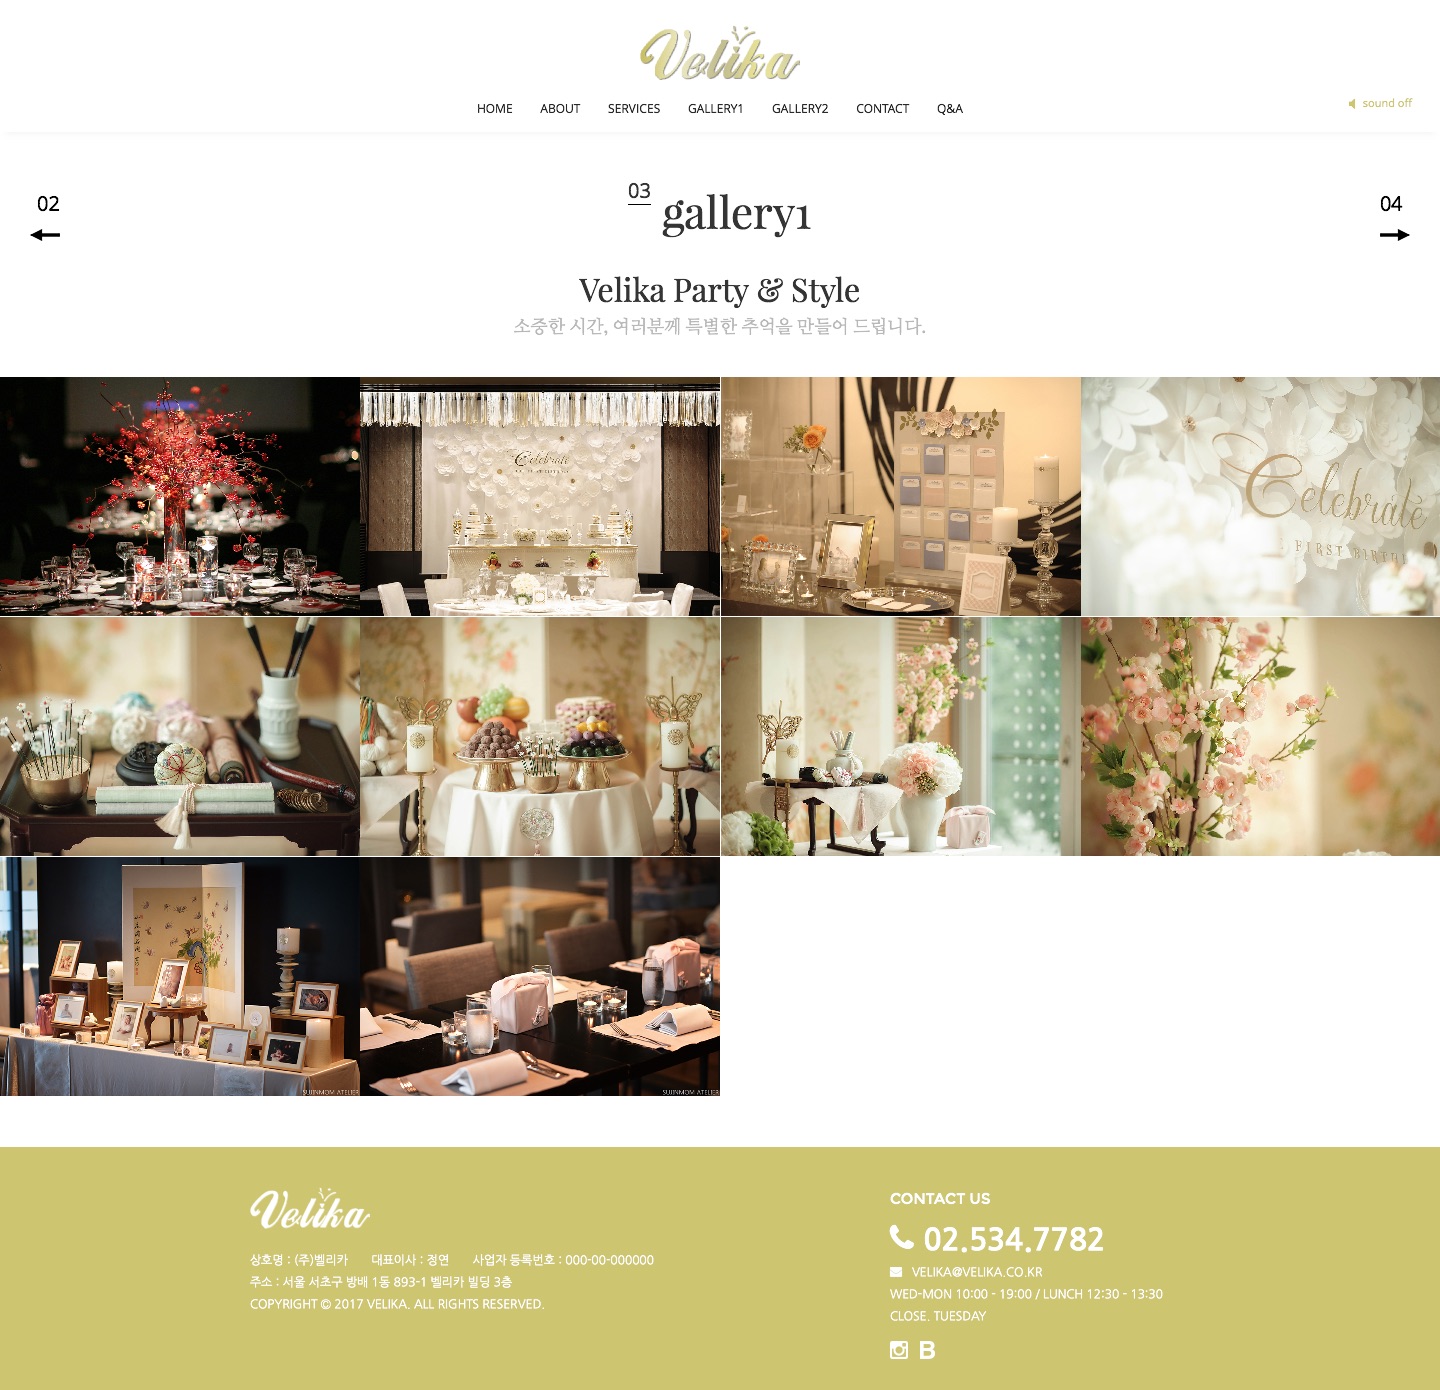 Velika
HOME ABOUT SERVICES GALLERY1 GALLERY2 CONTACT Q&A
sound off
02
03
gallery1
04
Velika Party & Style
소중한 시간, 여러분께 특별한 추억을 만들어 드립니다.
Celebrate
Celebrate
FIRST BIRTH
SUJINMOM ATELIER
SUJINMOM ATELIER
Velika
상호명 : (주)벨리카 대표이사 : 정연 사업자 등록번호 : 000-00-000000
주소 : 서울 서초구 방배 1동 893-1 벨리카 빌딩 3층
COPYRIGHT © 2017 VELIKA. ALL RIGHTS RESERVED.
CONTACT US
02.534.7782
VELIKA@VELIKA.CO.KR
WED-MON 10:00 - 19:00 / LUNCH 12:30 - 13:30
CLOSE. TUESDAY
B